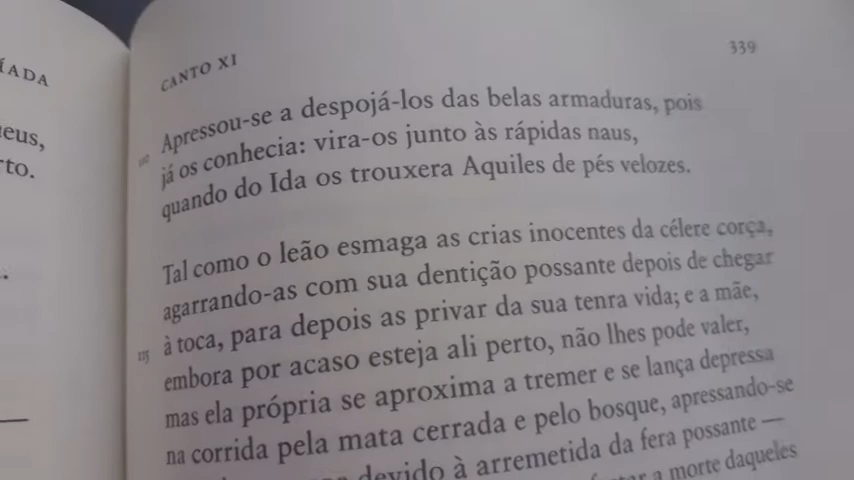 ÍADA
eus,
rto.
CANTO XI
339
Apressou-se a despojá-los das belas armaduras, pois
110 já os conhecia: vira-os junto às rápidas naus,
quando do Ida os trouxera Aquiles de pés velozes.
Tal como o leão esmaga as crias inocentes da célere corça,
agarrando-as com sua dentição possante depois de chegar
115 à toca, para depois as privar da sua tenra vida; e a mãe,
embora por acaso esteja ali perto, não lhes pode valer,
mas ela própria se aproxima a tremer e se lança depressa
na corrida pela mata cerrada e pelo bosque, apressando-se
devido à arremetida da fera possante —
a morte daqueles